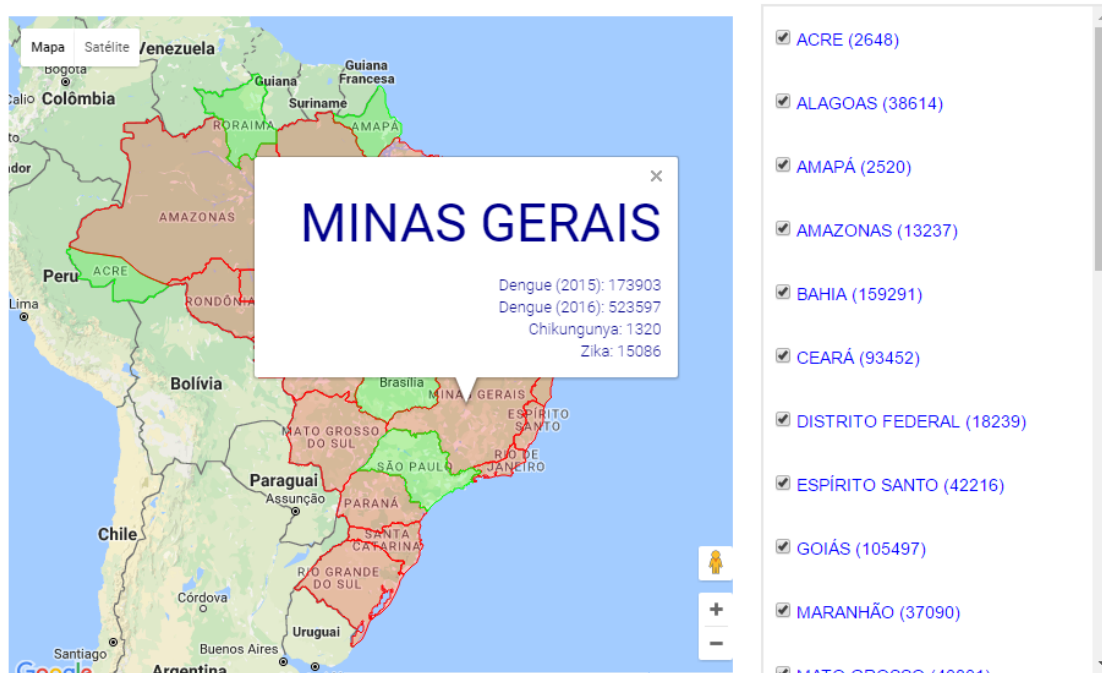 Mapa
Satélite
Venezuela
Bogotá
Colômbia
Guiana
Guiana
Francesa
Suriname
RORAIMA
AMAPÁ
AMAZONAS
Peru
ACRE
Lima
RONDÔNIA
MINAS GERAIS
Dengue (2015): 173903
Dengue (2016): 523597
Chikungunya: 1320
Zika: 15086
Bolívia
Brasília
MINAS GERAIS
ESPÍRITO
SANTO
MATO GROSSO
DO SUL
SÃO PAULO
RIO DE
JANEIRO
Paraguai
Assunção
PARANÁ
Chile
SANTA
CATARINA
RIO GRANDE
DO SUL
Córdova
Uruguai
Santiago
Buenos Aires
Google
Argentina
ACRE (2648)
ALAGOAS (38614)
AMAPÁ (2520)
AMAZONAS (13237)
BAHIA (159291)
CEARÁ (93452)
DISTRITO FEDERAL (18239)
ESPÍRITO SANTO (42216)
GOIÁS (105497)
MARANHÃO (37090)
MATO GROSSO